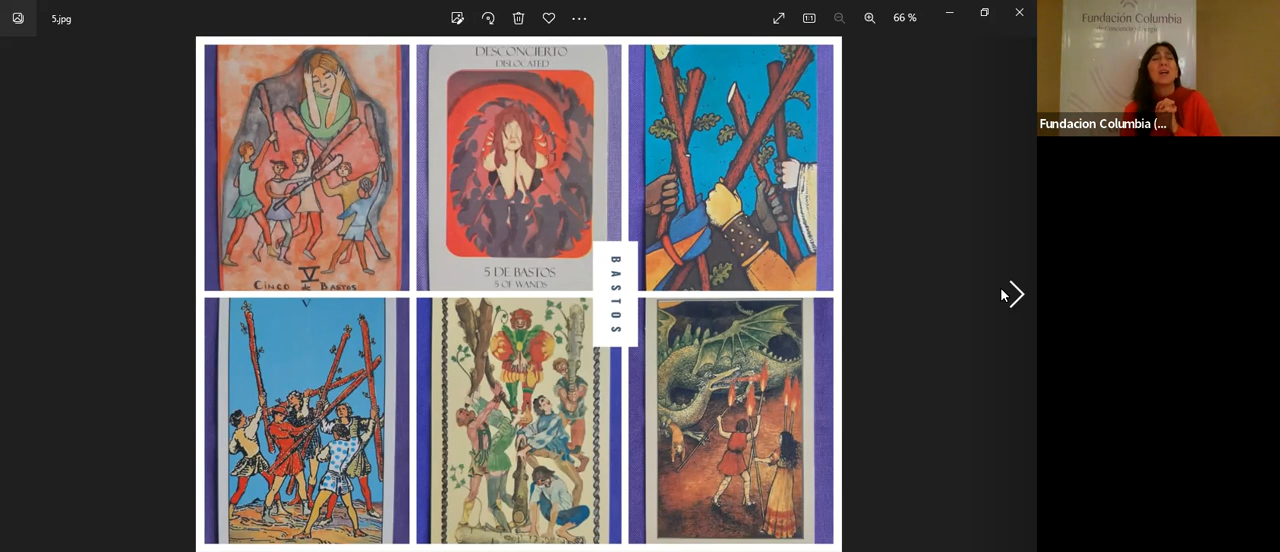 5.jpg
66 %
Fundación Columbia
Fundacion Columbia (...
DESCONCIERTO
DISLOCATED
5 DE BASTOS
5 OF WANDS
V
CINCO de BASTOS
BASTOS
V